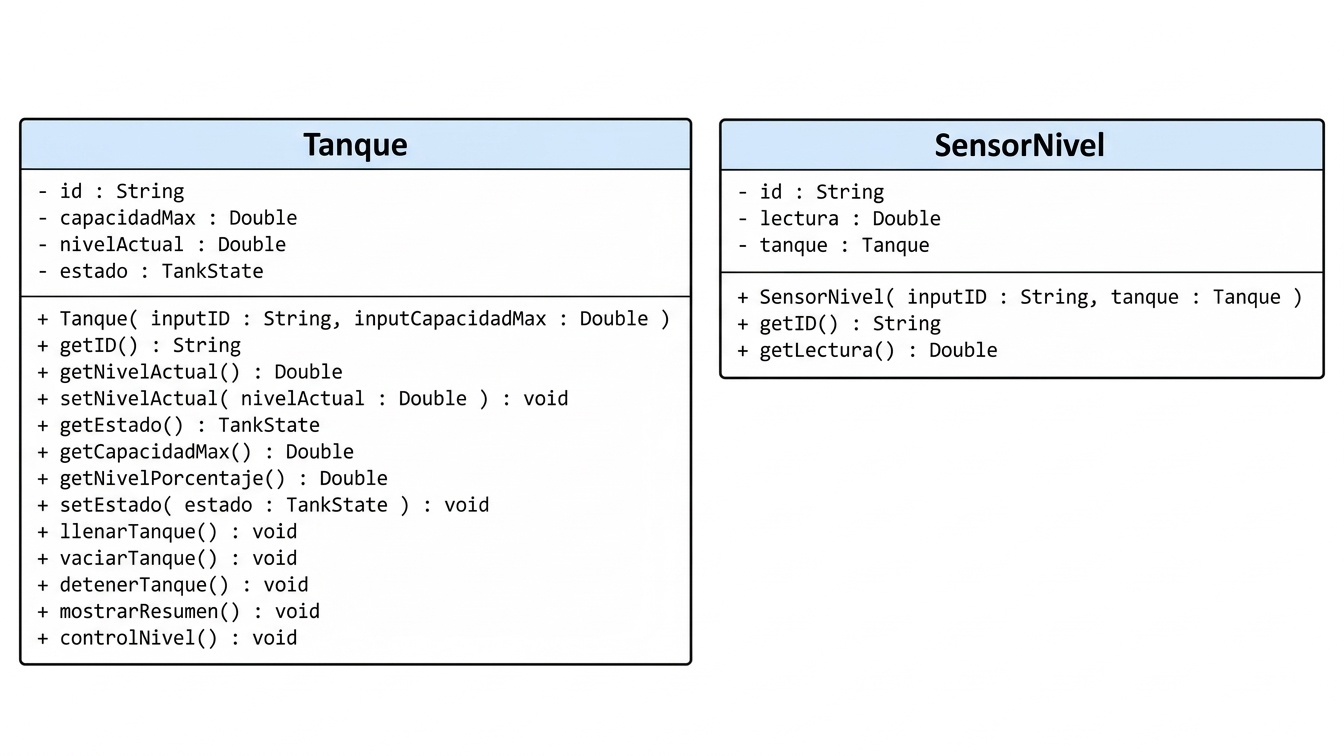 Tanque
- id : String
- capacidadMax : Double
- nivelActual : Double
- estado : TankState
+ Tanque( inputID : String, inputCapacidadMax : Double )
+ getID() : String
+ getNivelActual() : Double
+ setNivelActual( nivelActual : Double ) : void
+ getEstado() : TankState
+ getCapacidadMax() : Double
+ getNivelPorcentaje() : Double
+ setEstado( estado : TankState ) : void
+ llenarTanque() : void
+ vaciarTanque() : void
+ detenerTanque() : void
+ mostrarResumen() : void
+ controlNivel() : void
SensorNivel
- id : String
- lectura : Double
- tanque : Tanque
+ SensorNivel( inputID : String, tanque : Tanque )
+ getID() : String
+ getLectura() : Double